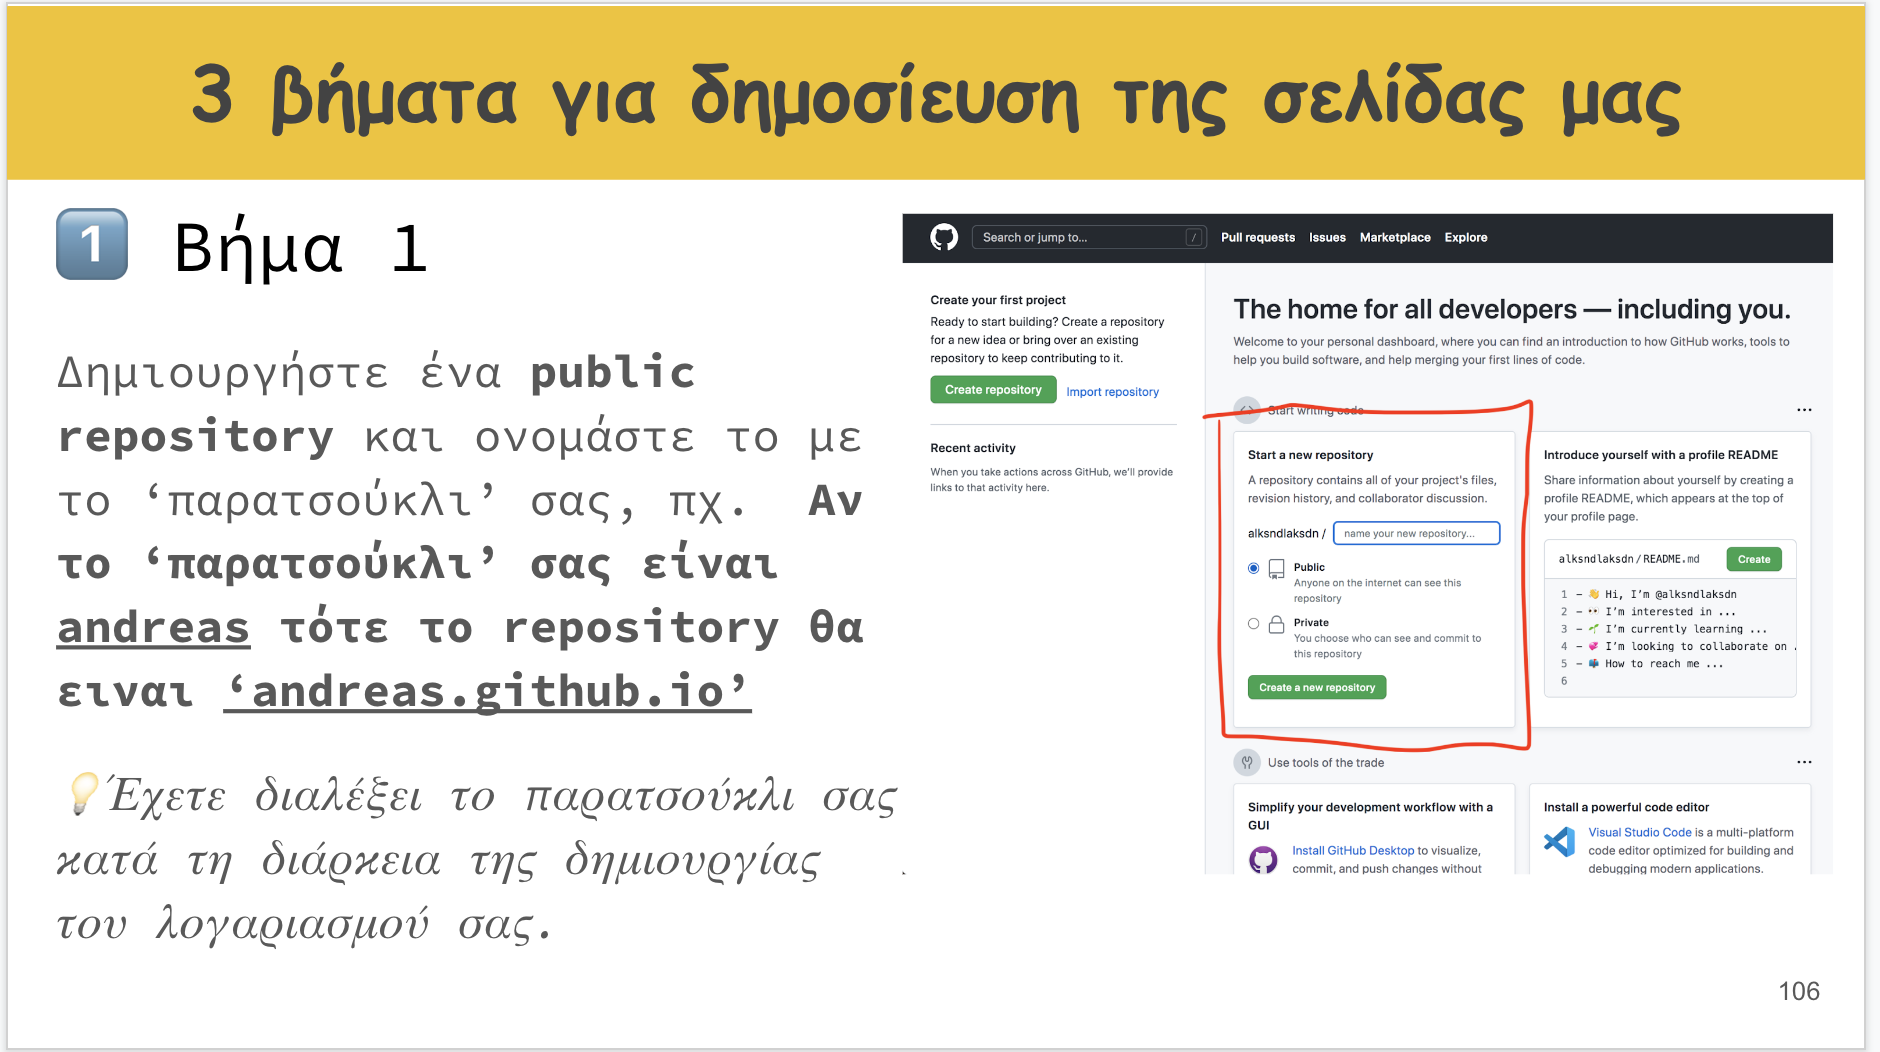 3 βήματα για δημοσίευση της σελίδας μας
1 Βήμα 1
Δημιουργήστε ένα public
repository και ονομάστε το με
το ‘παρατσούκλι’ σας, πχ. Αν
το ‘παρατσούκλι’ σας είναι
andreas τότε το repository θα
ειναι ‘andreas.github.io’
💡Έχετε διαλέξει το παρατσούκλι σας
κατά τη διάρκεια της δημιουργίας
του λογαριασμού σας.
Search or jump to... /
Pull requests Issues Marketplace Explore
Create your first project
Ready to start building? Create a repository
for a new idea or bring over an existing
repository to keep contributing to it.
Create repository Import repository
Recent activity
When you take actions across GitHub, we'll provide
links to that activity here.
The home for all developers — including you.
Welcome to your personal dashboard, where you can find an introduction to how GitHub works, tools to
help you build software, and help merging your first lines of code.
Start writing code
Start a new repository
A repository contains all of your project's files,
revision history, and collaborator discussion.
alksndlaksdn / name your new repository...
Public
Anyone on the internet can see this
repository
Private
You choose who can see and commit to
this repository
Create a new repository
Introduce yourself with a profile README
Share information about yourself by creating a
profile README, which appears at the top of
your profile page.
alksndlaksdn / README.md Create
1 - 👋 Hi, I’m @alksndlaksdn
2 - 👀 I’m interested in ...
3 - 🌱 I’m currently learning ...
4 - 💞️ I’m looking to collaborate on .
5 - 📫 How to reach me ...
6
Use tools of the trade
Simplify your development workflow with a
GUI
Install GitHub Desktop to visualize,
commit, and push changes without
Install a powerful code editor
Visual Studio Code is a multi-platform
code editor optimized for building and
debugging modern applications.
106